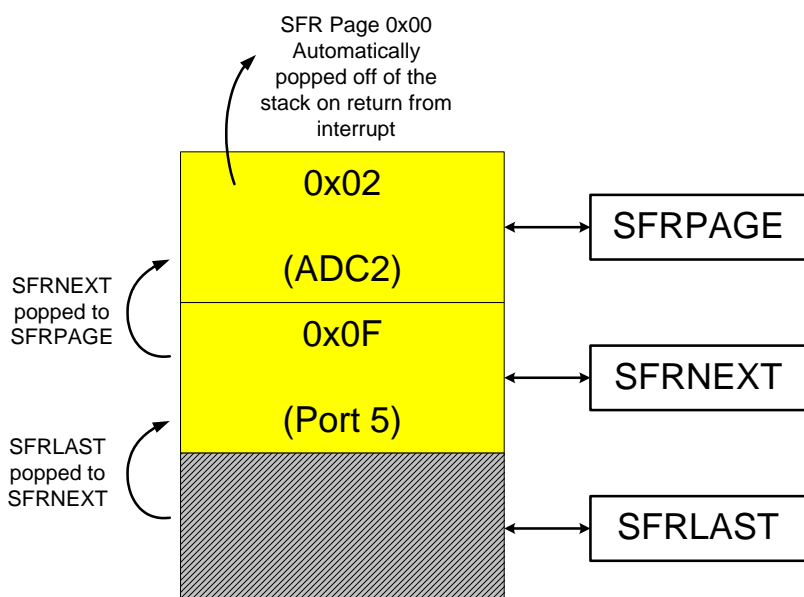 SFR Page 0x00
Automatically
popped off of the
stack on return from
interrupt
0x02
SFRPAGE
(ADC2)
SFRNEXT
popped to
SFRPAGE
0x0F
SFRNEXT
(Port 5)
SFRLAST
popped to
SFRNEXT
SFRLAST